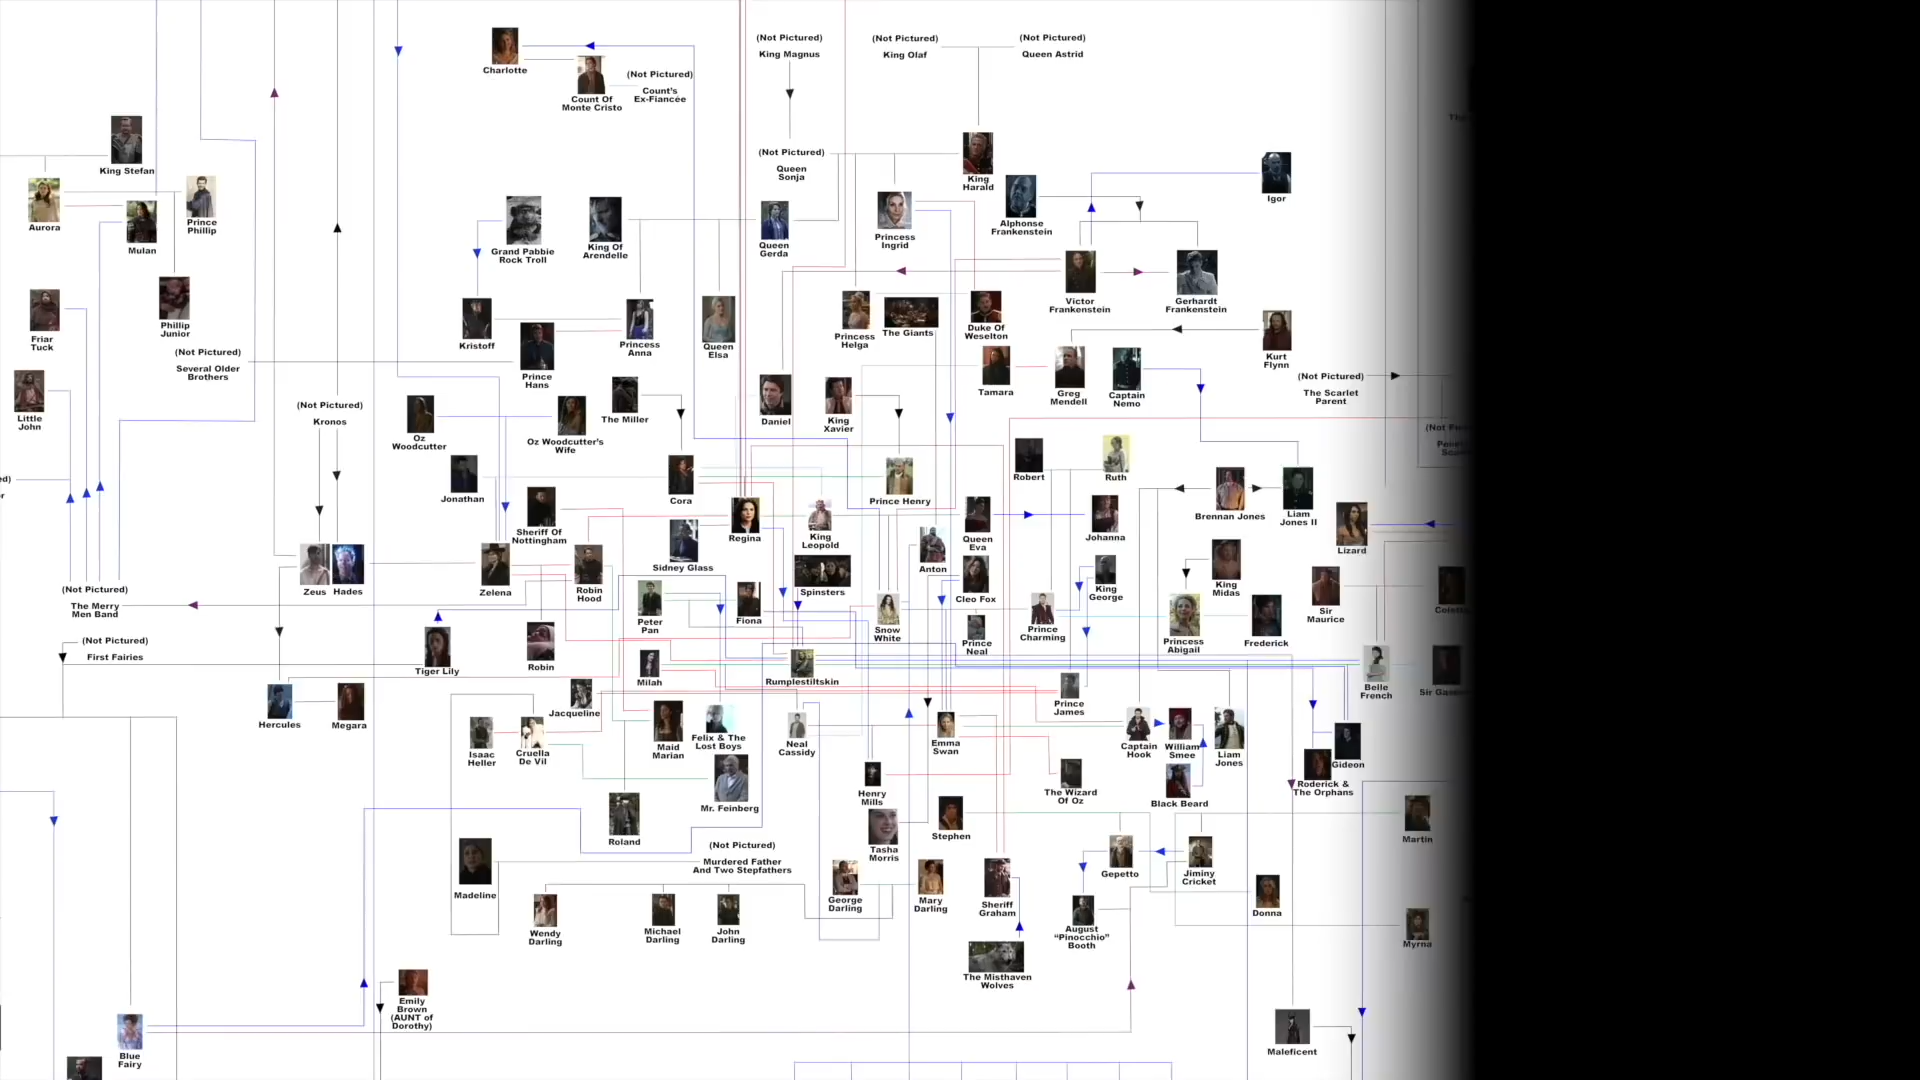 (Not Pictured)
King Magnus
(Not Pictured)
King Olaf
(Not Pictured)
Queen Astrid
Charlotte
(Not Pictured)
Count's
Ex-Fiancée
Count Of
Monte Cristo
King Stefan
(Not Pictured)
Queen
Sonja
King
Harald
Igor
Aurora
Mulan
Prince
Phillip
Grand Pabbie
Rock Troll
King Of
Arendelle
Queen
Gerda
Princess
Ingrid
Alphonse
Frankenstein
Victor
Frankenstein
Gerhardt
Frankenstein
Friar
Tuck
Phillip
Junior
(Not Pictured)
Several Older
Brothers
Kristoff
Prince
Hans
Princess
Anna
Queen
Elsa
Princess
Helga
The Giants
Duke Of
Weselton
Kurt
Flynn
Little
John
(Not Pictured)
Kronos
Oz
Woodcutter
Oz Woodcutter's
Wife
The Miller
Daniel
King
Xavier
Tamara
Greg
Mendell
Captain
Nemo
(Not Pictured)
The Scarlet
Parent
Jonathan
Cora
Prince Henry
Robert
Ruth
Brennan Jones
Liam
Jones II
Sheriff Of
Nottingham
Sidney Glass
Regina
King
Leopold
Queen
Eva
Johanna
Lizard
Zeus
Hades
Zelena
Robin
Hood
Spinsters
Anton
Cleo Fox
King
George
King
Midas
(Not Pictured)
The Merry
Men Band
Peter
Pan
Fiona
Snow
White
Prince
Neal
Prince
Charming
Princess
Abigail
Frederick
Sir
Maurice
(Not Pictured)
First Fairies
Tiger Lily
Robin
Milah
Rumplestiltskin
Belle
French
Hercules
Megara
Jacqueline
Prince
James
Isaac
Heller
Cruella
De Vil
Maid
Marian
Felix & The
Lost Boys
Neal
Cassidy
Emma
Swan
Captain
Hook
William
Smee
Liam
Jones
Gideon
Mr. Feinberg
Henry
Mills
The Wizard
Of Oz
Black Beard
Roderick &
The Orphans
Roland
Tasha
Morris
Stephen
Martin
Madeline
(Not Pictured)
Murdered Father
And Two Stepfathers
Gepetto
Jiminy
Cricket
George
Darling
Mary
Darling
Sheriff
Graham
Donna
Wendy
Darling
Michael
Darling
John
Darling
August
“Pinocchio”
Booth
Myrna
The Misthaven
Wolves
Emily
Brown
(AUNT of
Dorothy)
Blue
Fairy
Maleficent